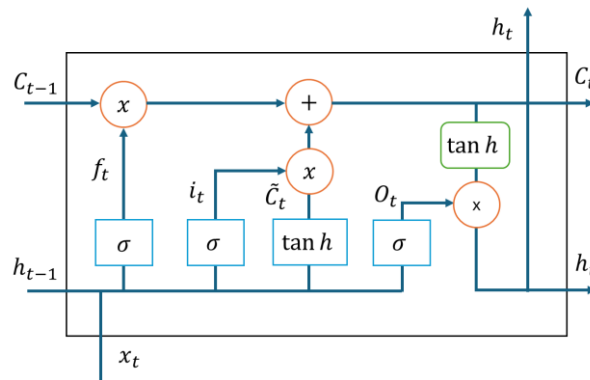 h_t
C_{t-1}
C_t
x
+
tan h
f_t
i_t
x
C̃_t
O_t
x
σ
σ
tan h
σ
h_{t-1}
h_t
x_t